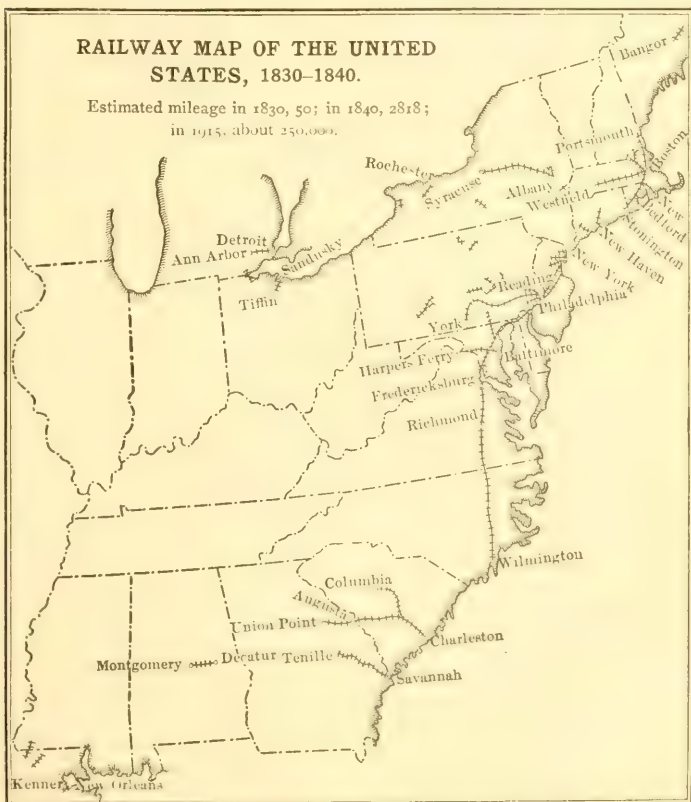 RAILWAY MAP OF THE UNITED
STATES, 1830–1840.
Estimated mileage in 1830, 50; in 1840, 2818;
in 1915, about 250,000.
Bangor
Portsmouth
Boston
Rochester
Syracuse
Albany
Westfield
New
Bedford
Stonington
New Haven
New York
Detroit
Ann Arbor
Sandusky
Tiffin
Reading
Philadelphia
York
Harpers Ferry
Baltimore
Fredericksburg
Richmond
Wilmington
Columbia
Augusta
Union Point
Charleston
Montgomery
Decatur
Tenille
Savannah
Kenner
New Orleans